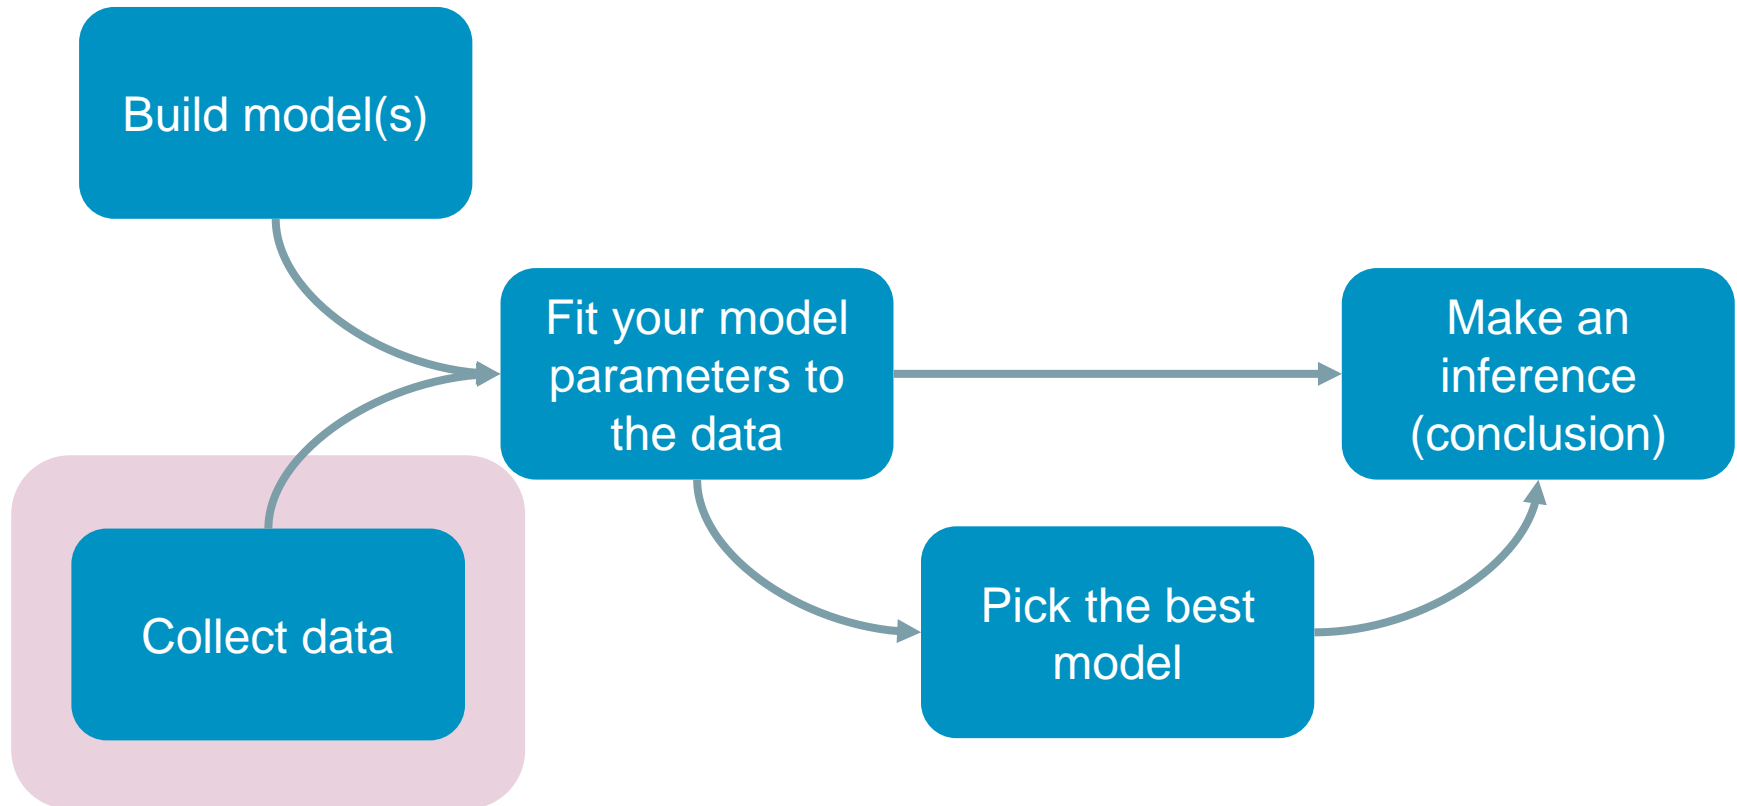 Build model(s)
Fit your model
parameters to
the data
Make an
inference
(conclusion)
Collect data
Pick the best
model